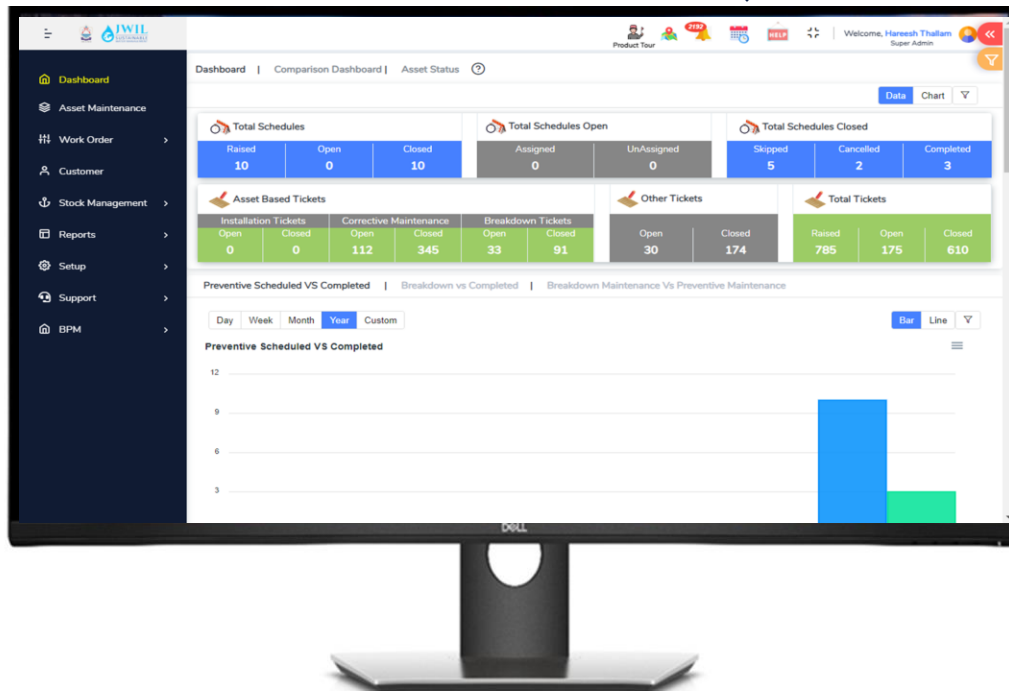 JWIL
2192
Product Tour
HELP
Welcome, Hareesh Thallam
Super Admin
Dashboard
Asset Maintenance
Work Order
Customer
Stock Management
Reports
Setup
Support
BPM
Dashboard | Comparison Dashboard | Asset Status ?
Data Chart
Total Schedules
Raised Open Closed
10 0 10
Total Schedules Open
Assigned UnAssigned
0 0
Total Schedules Closed
Skipped Cancelled Completed
5 2 3
Asset Based Tickets
Installation Tickets Corrective Maintenance Breakdown Tickets
Open Closed Open Closed Open Closed
0 0 112 345 33 91
Other Tickets
Open Closed
30 174
Total Tickets
Raised Open Closed
785 175 610
Preventive Scheduled VS Completed | Breakdown vs Completed | Breakdown Maintenance Vs Preventive Maintenance
Day Week Month Year Custom
Bar Line
Preventive Scheduled VS Completed
12
9
6
3
DELL